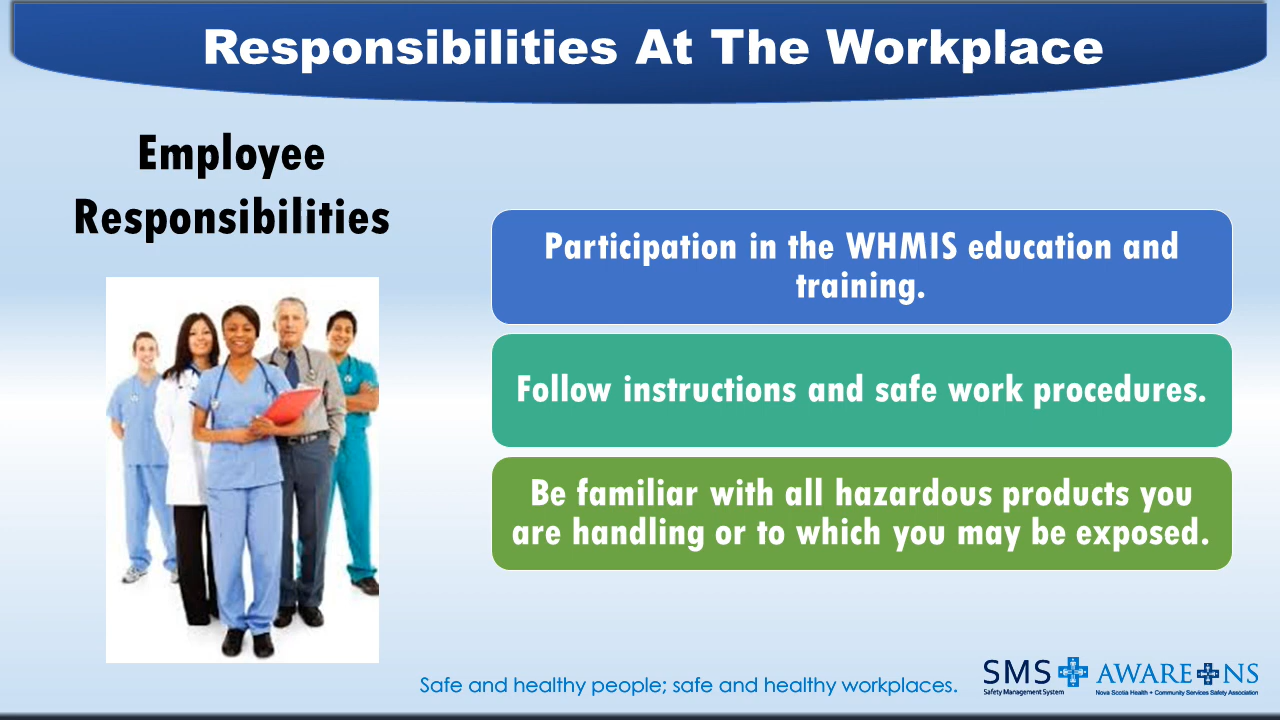 Responsibilities At The Workplace
Employee
Responsibilities
Participation in the WHMIS education and
training.
Follow instructions and safe work procedures.
Be familiar with all hazardous products you
are handling or to which you may be exposed.
Safe and healthy people; safe and healthy workplaces.
SMS
Safety Management System
AWARE NS
Nova Scotia Health + Community Services Safety Association